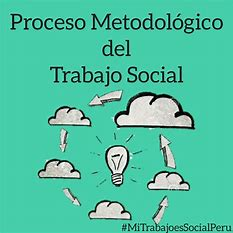 Proceso Metodológico
del
Trabajo Social
#MiTrabajoesSocialPeru